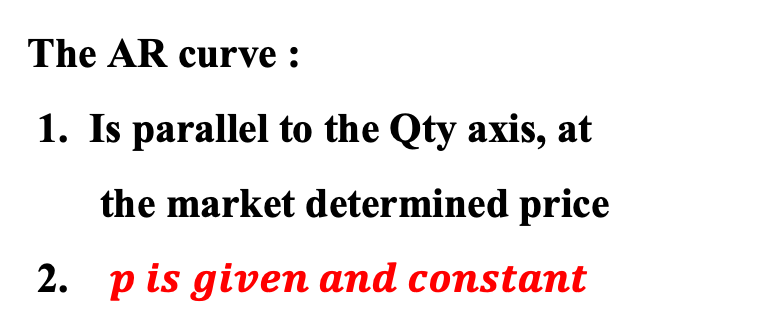 The AR curve :
1. Is parallel to the Qty axis, at
the market determined price
2. p is given and constant